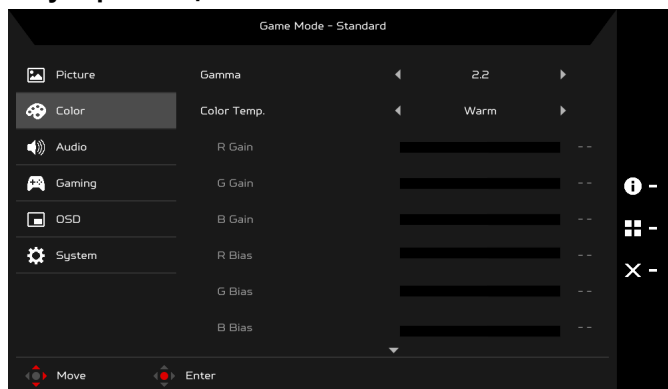 Game Mode - Standard
Picture Gamma 2.2
Color Color Temp. Warm
Audio R Gain --
Gaming G Gain --
OSD B Gain --
System R Bias --
G Bias --
B Bias --
Move Enter